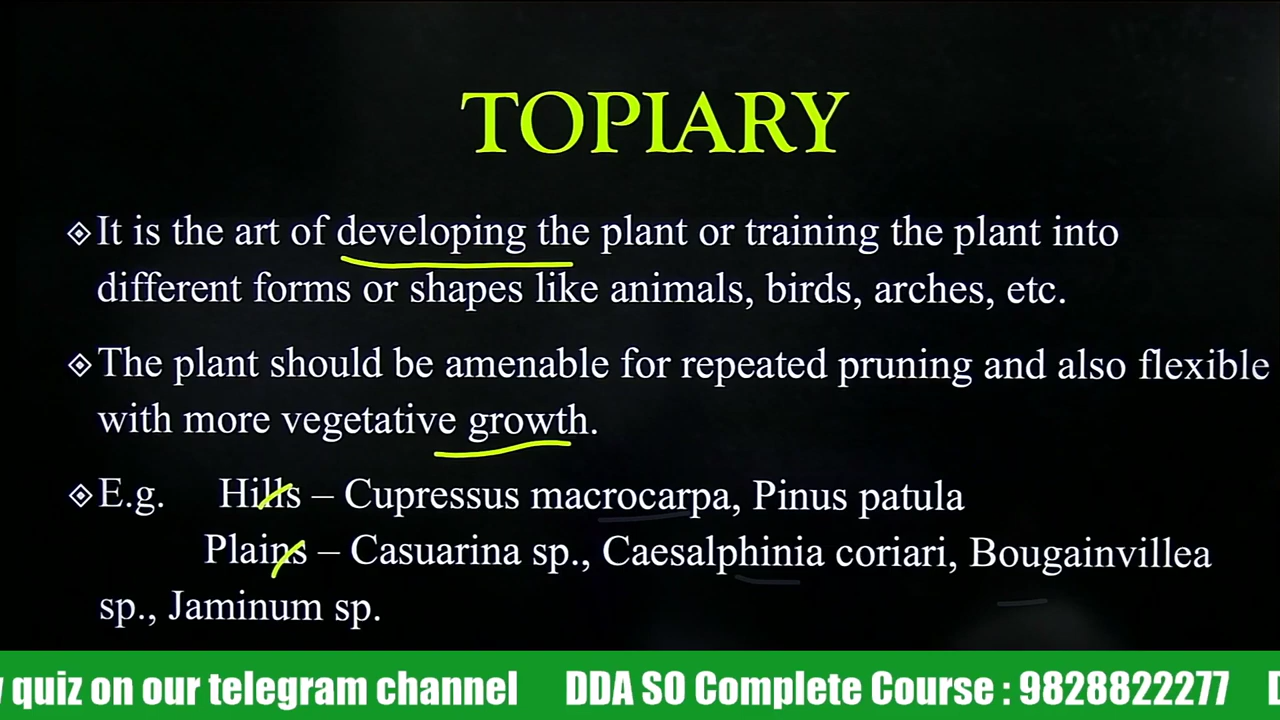 TOPIARY
It is the art of developing the plant or training the plant into
different forms or shapes like animals, birds, arches, etc.
The plant should be amenable for repeated pruning and also flexible
with more vegetative growth.
E.g. Hills – Cupressus macrocarpa, Pinus patula
Plains – Casuarina sp., Caesalphinia coriari, Bougainvillea
sp., Jaminum sp.
quiz on our telegram channel DDA SO Complete Course : 9828822277